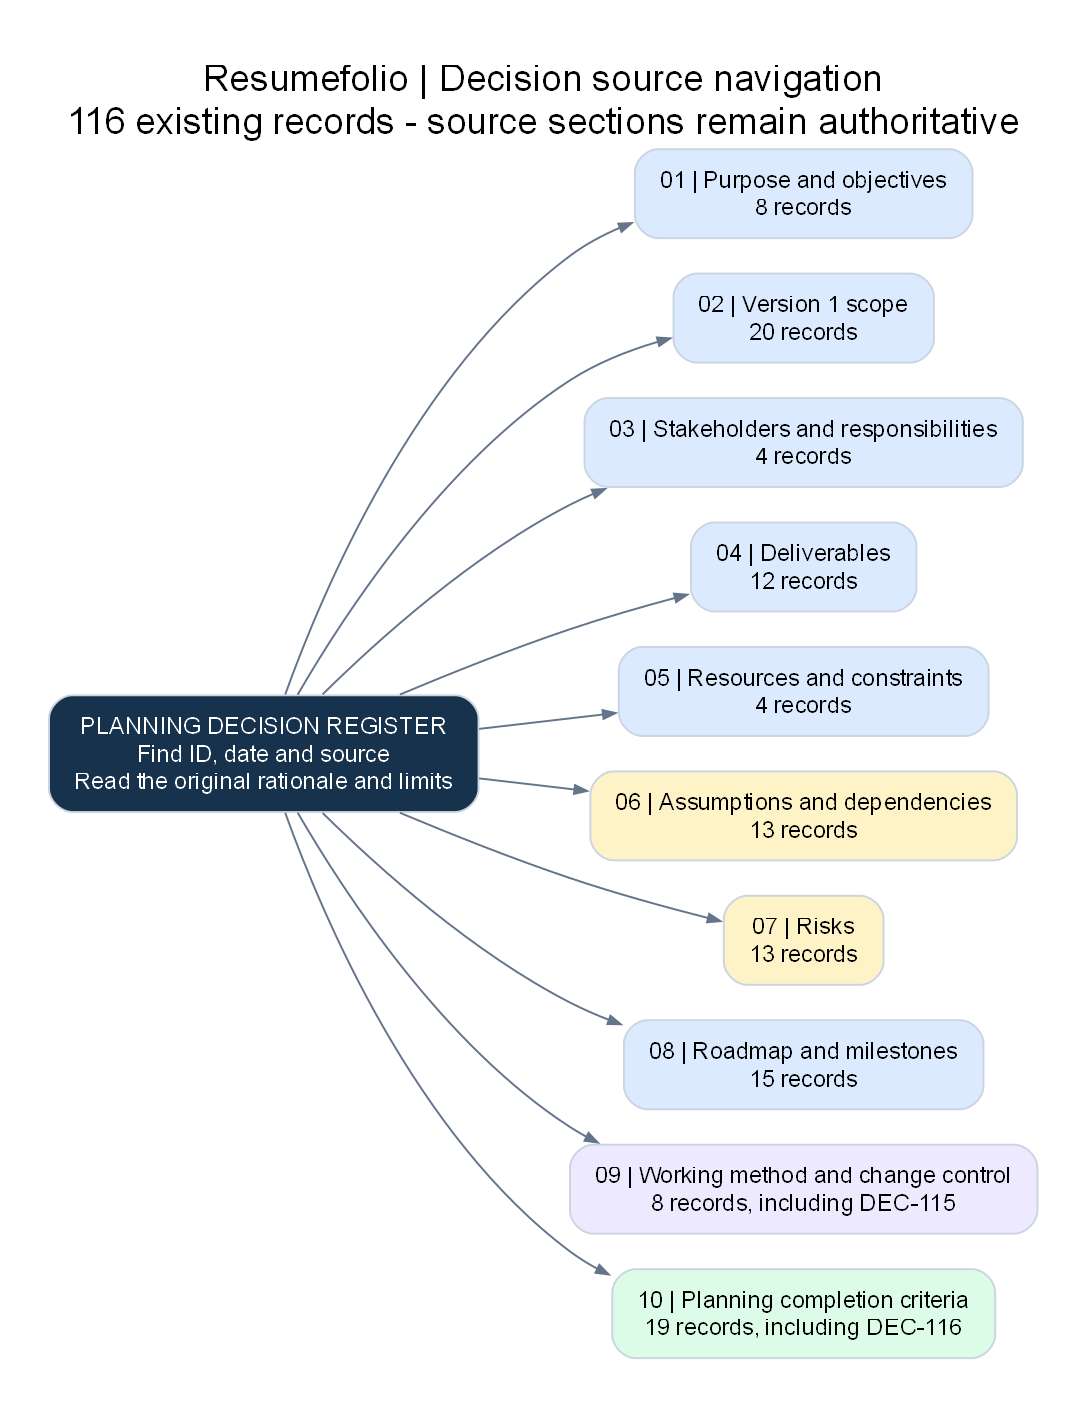 Resumefolio | Decision source navigation
116 existing records - source sections remain authoritative
01 | Purpose and objectives
8 records
02 | Version 1 scope
20 records
03 | Stakeholders and responsibilities
4 records
04 | Deliverables
12 records
05 | Resources and constraints
4 records
PLANNING DECISION REGISTER
Find ID, date and source
Read the original rationale and limits
06 | Assumptions and dependencies
13 records
07 | Risks
13 records
08 | Roadmap and milestones
15 records
09 | Working method and change control
8 records, including DEC-115
10 | Planning completion criteria
19 records, including DEC-116